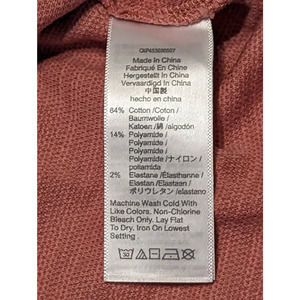 Made In China
Fabriqué En Chine
Hergestellt In China
Vervaardigd In China
中国製
hecho en china
84% Cotton /Coton /
Baumwolle /
Katoen /綿 /algodón
14% Polyamide /
Polyamide /
Polyamid /
Polyamide /ナイロン /
poliamida
2% Elastane /Élasthanne /
Elastan /Elastaan /
ポリウレタン /elastano
Machine Wash Cold With
Like Colors, Non-Chlorine
Bleach Only. Lay Flat
To Dry. Iron On Lowest
Setting .